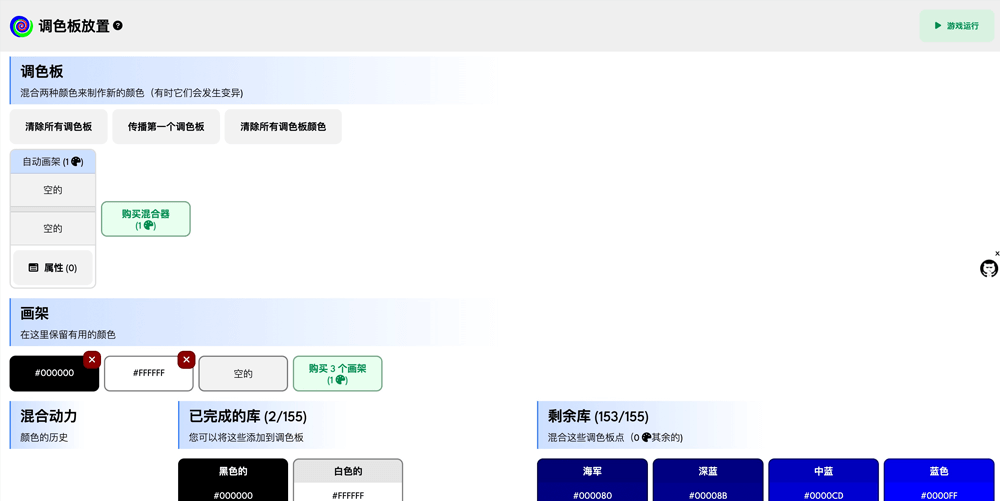 调色板放置
游戏运行
调色板
混合两种颜色来制作新的颜色（有时它们会发生变异)
清除所有调色板
传播第一个调色板
清除所有调色板颜色
自动画架 (1 )
空的
空的
属性 (0)
购买混合器
(1 )
画架
在这里保留有用的颜色
#000000
#FFFFFF
空的
购买 3 个画架
(1 )
混合动力
颜色的历史
已完成的库 (2/155)
您可以将这些添加到调色板
黑色的
#000000
白色的
#FFFFFF
剩余库 (153/155)
混合这些调色板点（0 其余的)
海军
#000080
深蓝
#00008B
中蓝
#0000CD
蓝色
#0000FF
x